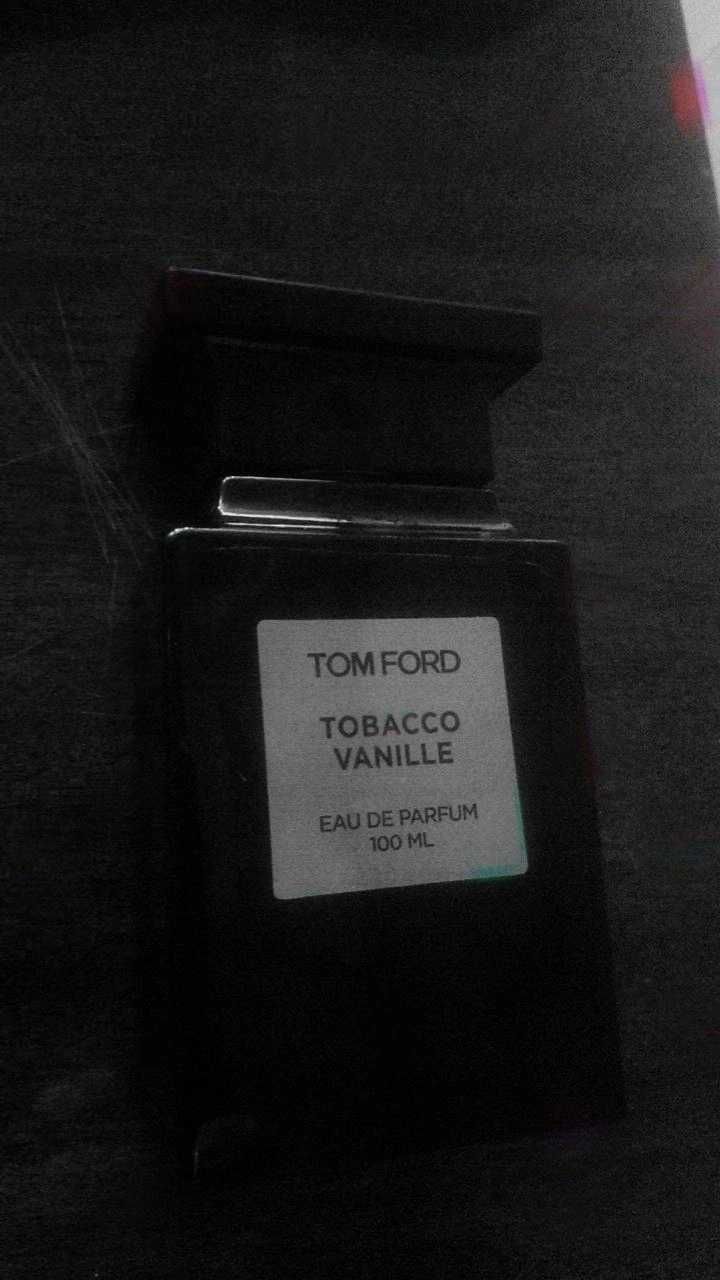 TOM FORD
TOBACCO
VANILLE
EAU DE PARFUM
100 ML